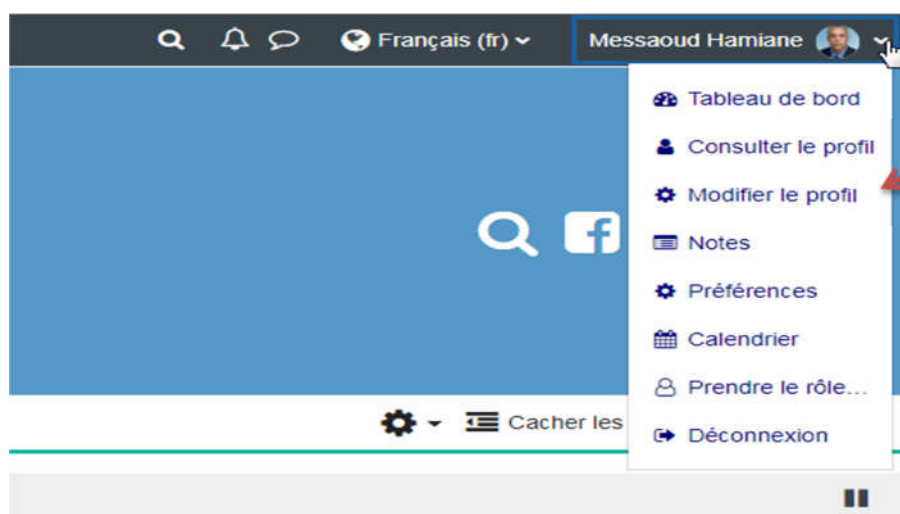 Français (fr)
Messaoud Hamiane
Tableau de bord
Consulter le profil
Modifier le profil
Notes
Préférences
Calendrier
Prendre le rôle...
Cacher les
Déconnexion